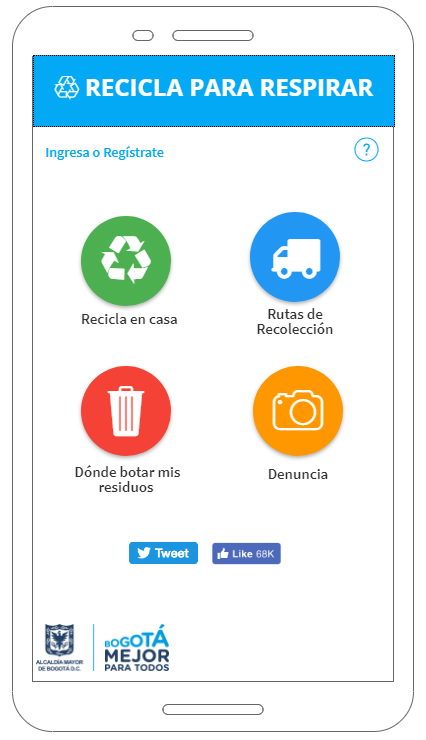 RECICLA PARA RESPIRAR
Ingresa o Regístrate
?
Recicla en casa
Rutas de
Recolección
Dónde botar mis
residuos
Denuncia
Tweet
Like 68K
ALCALDÍA MAYOR
DE BOGOTÁ D.C.
BOGOTÁ
MEJOR
PARA TODOS